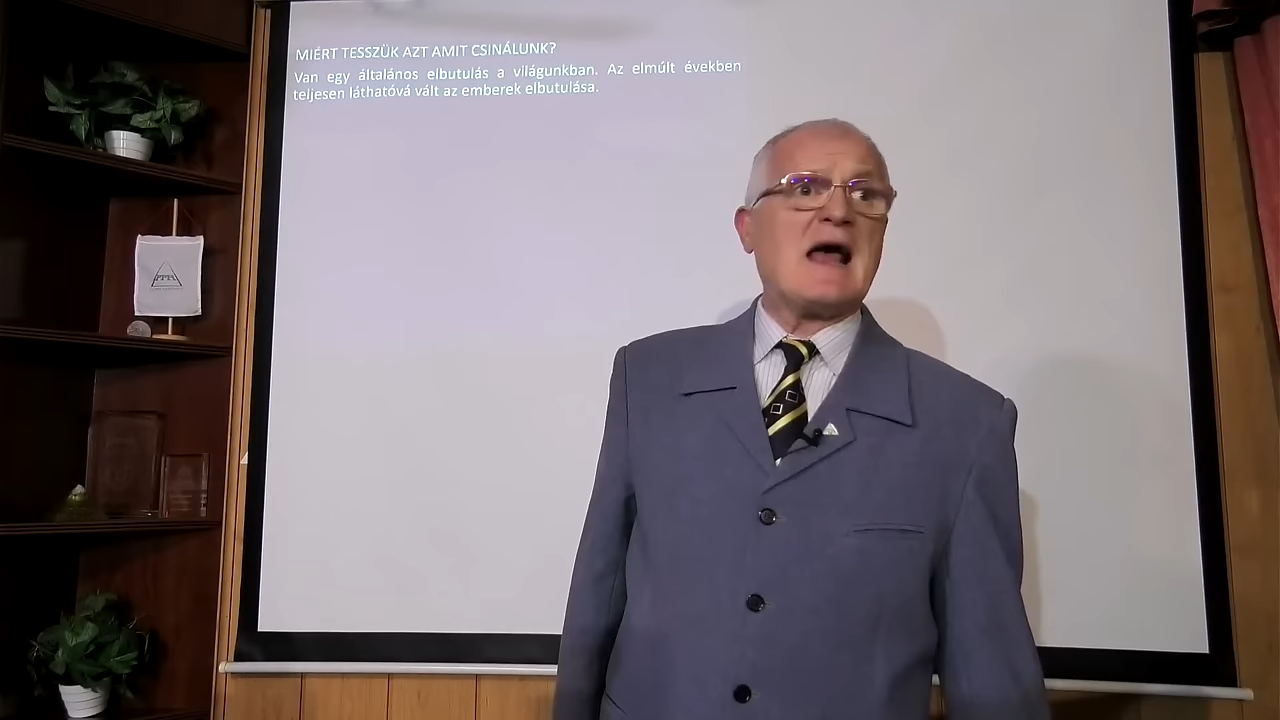 MIÉRT TESSZÜK AZT AMIT CSINÁLUNK?
Van egy általános elbutulás a világunkban. Az elmúlt években
teljesen láthatóvá vált az emberek elbutulása.